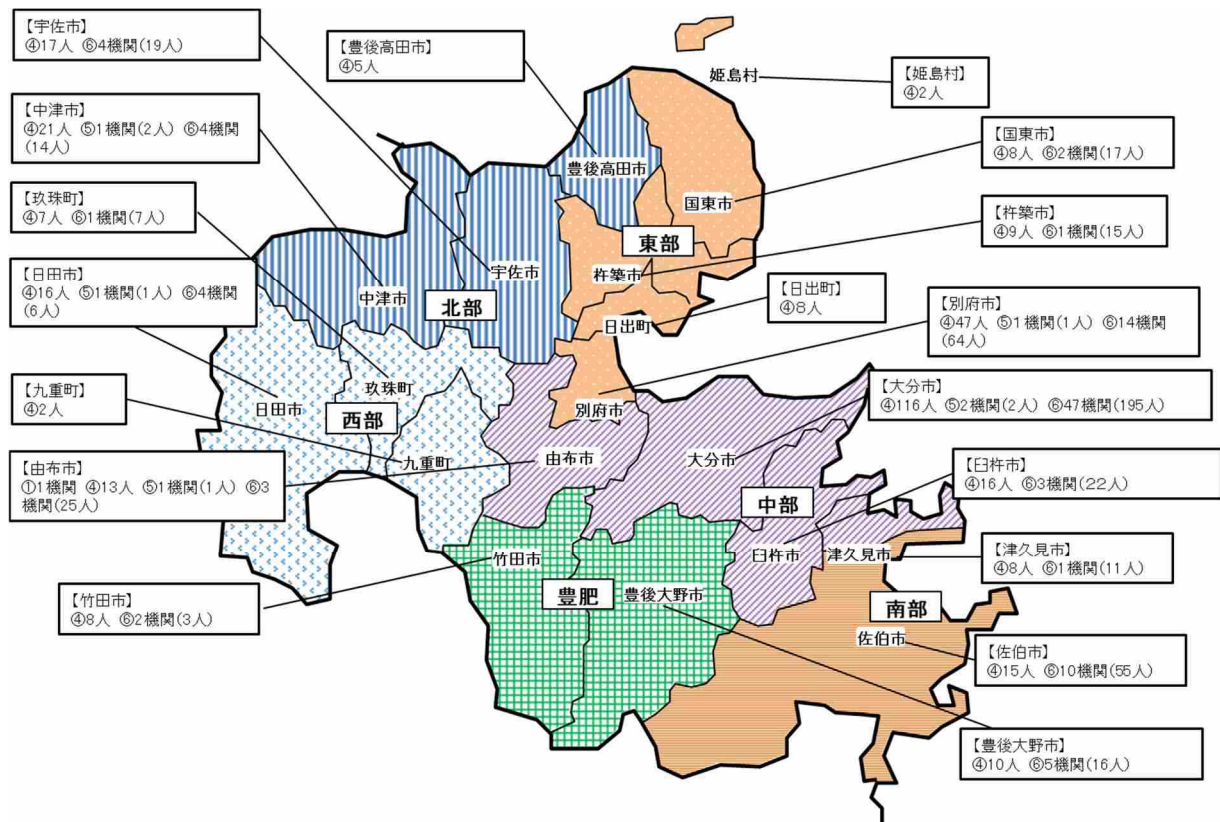 【宇佐市】
④17人 ⑥4機関(19人)
【豊後高田市】
④5人
姫島村
【姫島村】
④2人
【中津市】
④21人 ⑤1機関(2人) ⑥4機関
(14人)
【国東市】
④8人 ⑥2機関(17人)
豊後高田市
国東市
【玖珠町】
④7人 ⑥1機関(7人)
【杵築市】
④9人 ⑥1機関(15人)
東部
宇佐市
杵築市
【日田市】
④16人 ⑤1機関(1人) ⑥4機関
(6人)
中津市
北部
日出町
【日出町】
④8人
【別府市】
④47人 ⑤1機関(1人) ⑥14機関
(64人)
【九重町】
④2人
玖珠町
日田市
西部
別府市
【大分市】
④116人 ⑤2機関(2人) ⑥47機関(195人)
九重町
由布市
大分市
【由布市】
①1機関 ④13人 ⑤1機関(1人) ⑥3
機関(25人)
【臼杵市】
④16人 ⑥3機関(22人)
中部
竹田市
臼杵市
津久見市
【津久見市】
④8人 ⑥1機関(11人)
【竹田市】
④8人 ⑥2機関(3人)
豊肥
豊後大野市
南部
佐伯市
【佐伯市】
④15人 ⑥10機関(55人)
【豊後大野市】
④10人 ⑥5機関(16人)